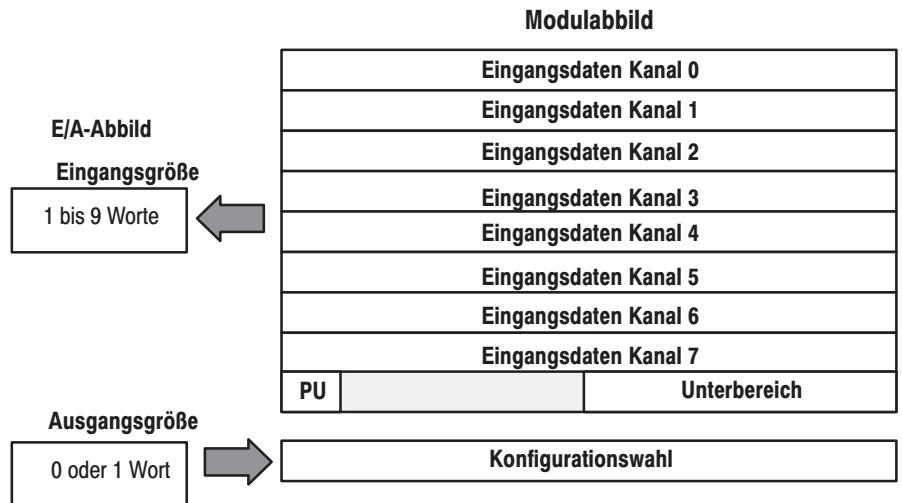 Modulabbild
Eingangsdaten Kanal 0
Eingangsdaten Kanal 1
E/A-Abbild
Eingangsdaten Kanal 2
Eingangsgröße
Eingangsdaten Kanal 3
1 bis 9 Worte
Eingangsdaten Kanal 4
Eingangsdaten Kanal 5
Eingangsdaten Kanal 6
Eingangsdaten Kanal 7
PU Unterbereich
Ausgangsgröße
0 oder 1 Wort
Konfigurationswahl